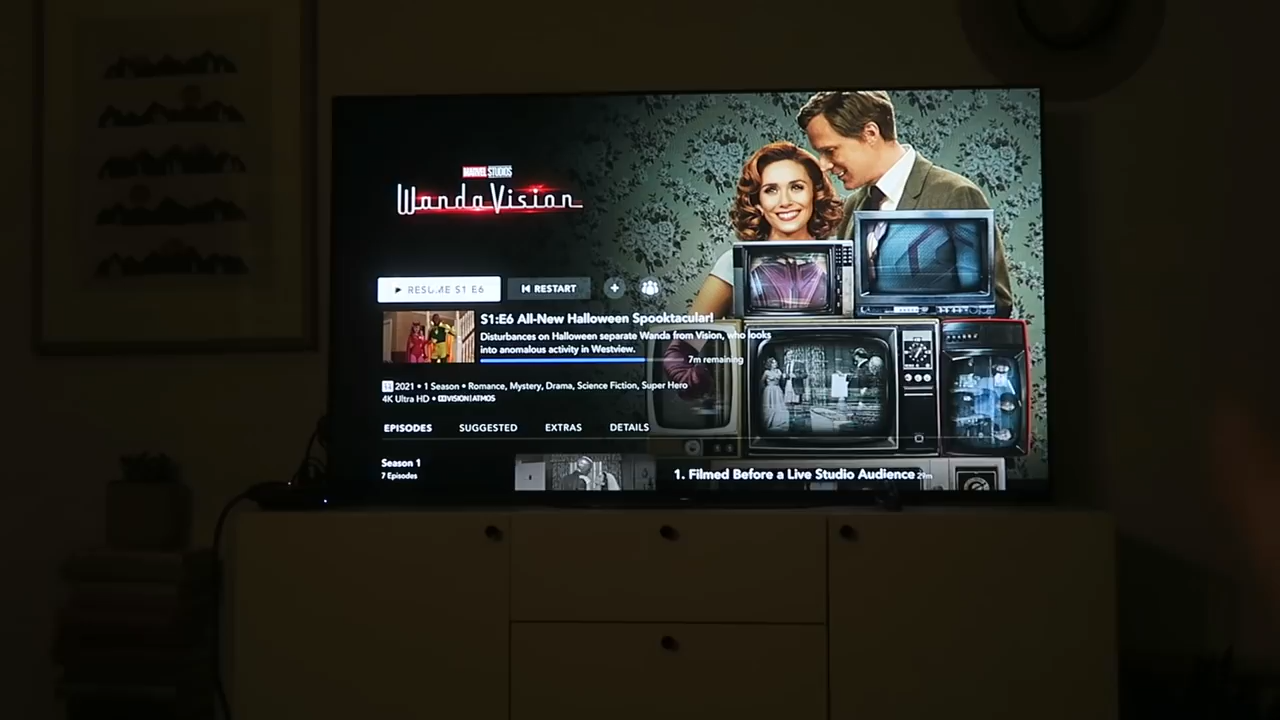 MARVEL STUDIOS
WandaVision
RESUME S1 E6
RESTART
S1:E6 All-New Halloween Spooktacular!
Disturbances on Halloween separate Wanda from Vision, who looks
into anomalous activity in Westview.
7m remaining
2021 • 1 Season • Romance, Mystery, Drama, Science Fiction, Super Hero
4K Ultra HD • VISION ATMOS
EPISODES SUGGESTED EXTRAS DETAILS
Season 1
7 Episodes
1. Filmed Before a Live Studio Audience 29m